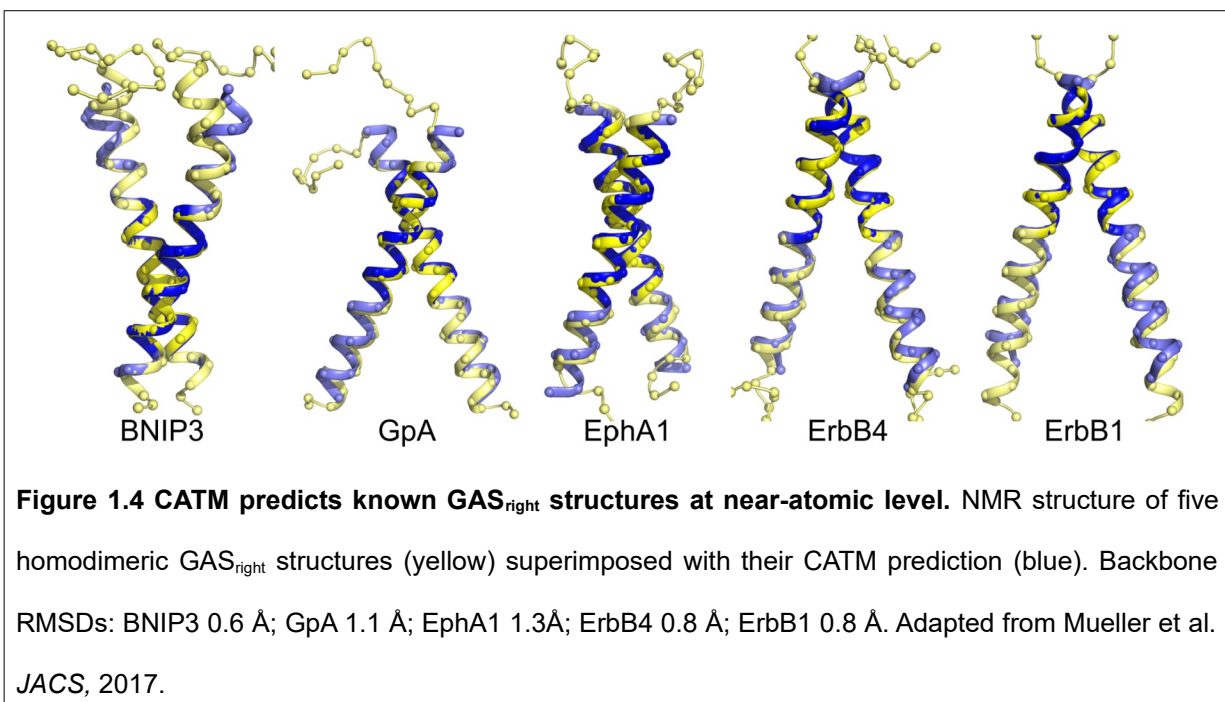 BNIP3 GpA EphA1 ErbB4 ErbB1
Figure 1.4 CATM predicts known GASright structures at near-atomic level. NMR structure of five
homodimeric GASright structures (yellow) superimposed with their CATM prediction (blue). Backbone
RMSDs: BNIP3 0.6 Å; GpA 1.1 Å; EphA1 1.3Å; ErbB4 0.8 Å; ErbB1 0.8 Å. Adapted from Mueller et al.
JACS, 2017.